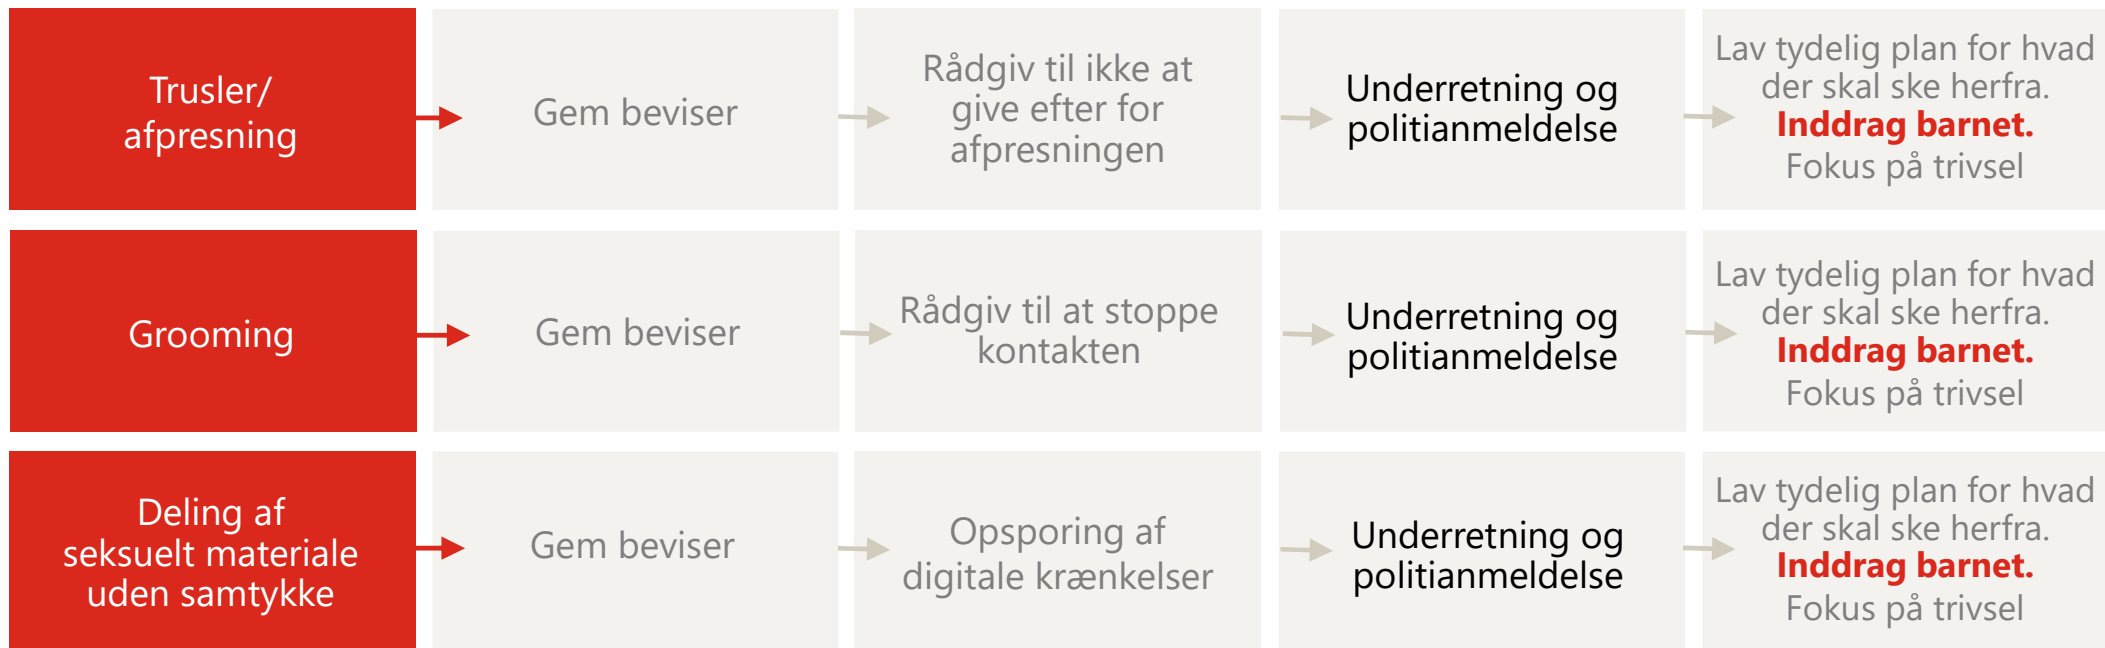 Trusler/
afpresning
Gem beviser
Rådgiv til ikke at
give efter for
afpresningen
Underretning og
politianmeldelse
Lav tydelig plan for hvad
der skal ske herfra.
Inddrag barnet.
Fokus på trivsel
Grooming
Gem beviser
Rådgiv til at stoppe
kontakten
Underretning og
politianmeldelse
Lav tydelig plan for hvad
der skal ske herfra.
Inddrag barnet.
Fokus på trivsel
Deling af
seksuelt materiale
uden samtykke
Gem beviser
Opsporing af
digitale krænkelser
Underretning og
politianmeldelse
Lav tydelig plan for hvad
der skal ske herfra.
Inddrag barnet.
Fokus på trivsel